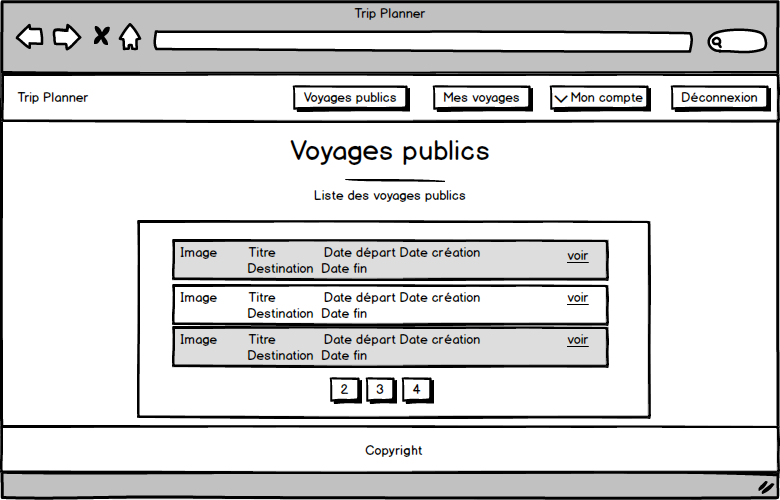 Trip Planner
Trip Planner
Voyages publics
Mes voyages
Mon compte
Déconnexion
Voyages publics
Liste des voyages publics
Image Titre Date départ Date création voir
Destination Date fin
Image Titre Date départ Date création voir
Destination Date fin
Image Titre Date départ Date création voir
Destination Date fin
2 3 4
Copyright